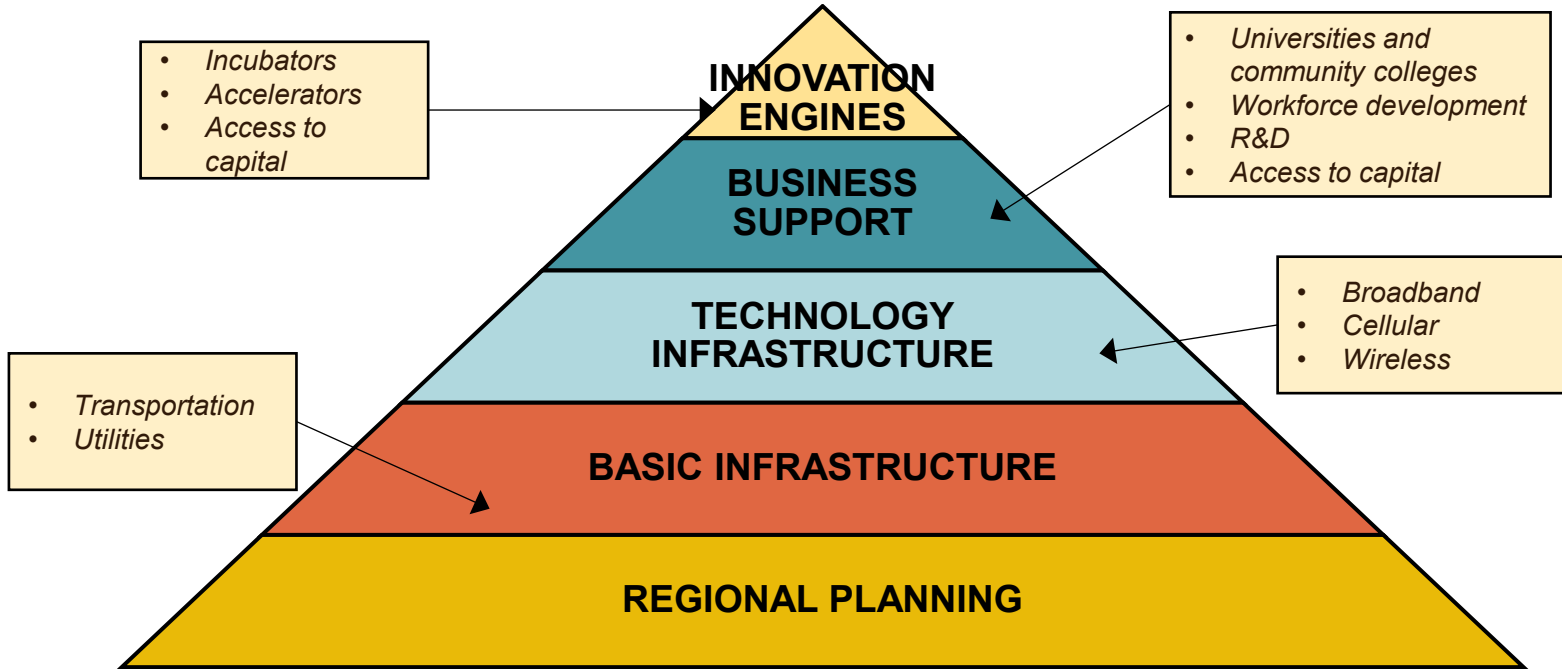 • Incubators
• Accelerators
• Access to
capital
INNOVATION
ENGINES
• Universities and
community colleges
• Workforce development
• R&D
• Access to capital
BUSINESS
SUPPORT
TECHNOLOGY
INFRASTRUCTURE
• Broadband
• Cellular
• Wireless
• Transportation
• Utilities
BASIC INFRASTRUCTURE
REGIONAL PLANNING